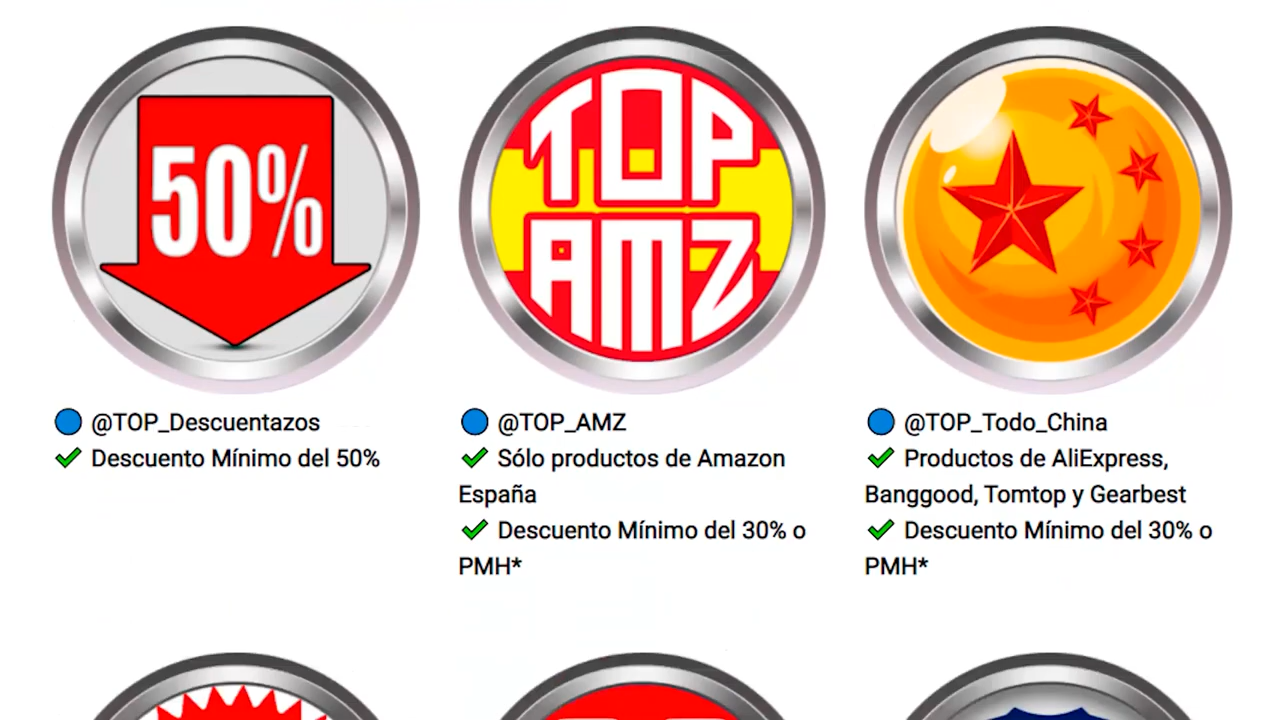 50%
TOP
AMZ
@TOP_Descuentazos
Descuento Mínimo del 50%
@TOP_AMZ
Sólo productos de Amazon
España
Descuento Mínimo del 30% o
PMH*
@TOP_Todo_China
Productos de AliExpress,
Banggood, Tomtop y Gearbest
Descuento Mínimo del 30% o
PMH*